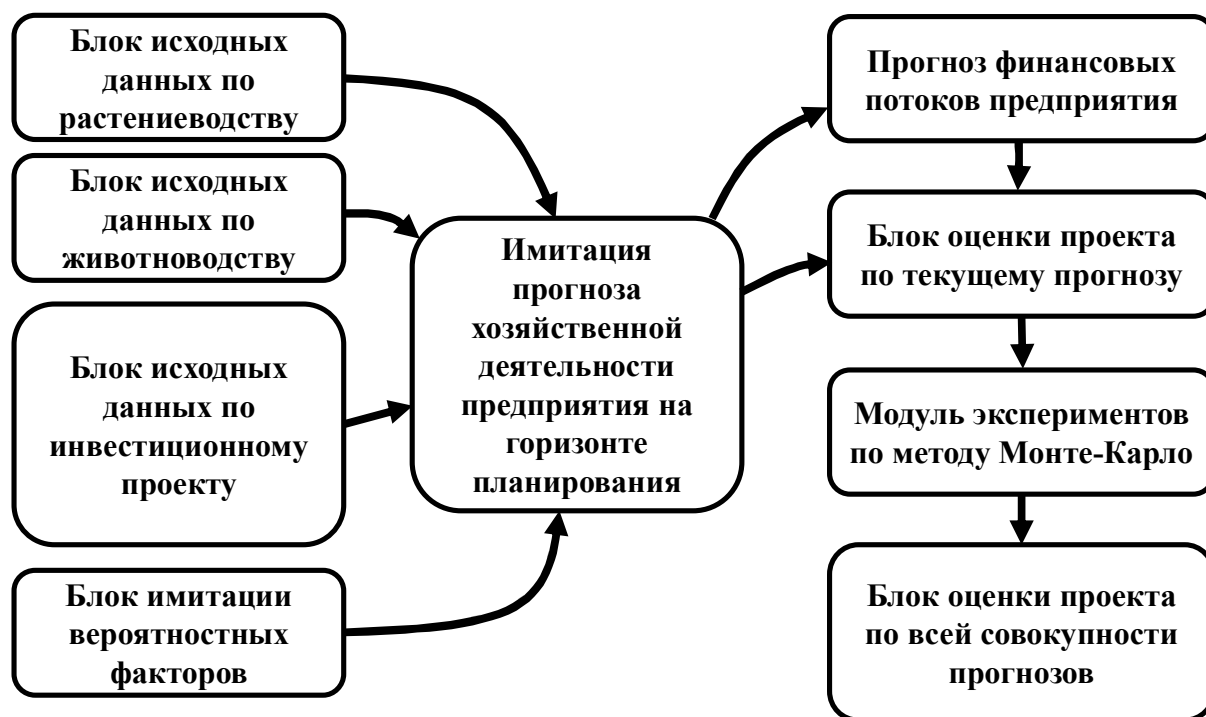 Блок исходных
данных по
растениеводству
Блок исходных
данных по
животноводству
Блок исходных
данных по
инвестиционному
проекту
Блок имитации
вероятностных
факторов
Имитация
прогноза
хозяйственной
деятельности
предприятия на
горизонте
планирования
Прогноз финансовых
потоков предприятия
Блок оценки проекта
по текущему прогнозу
Модуль экспериментов
по методу Монте-Карло
Блок оценки проекта
по всей совокупности
прогнозов